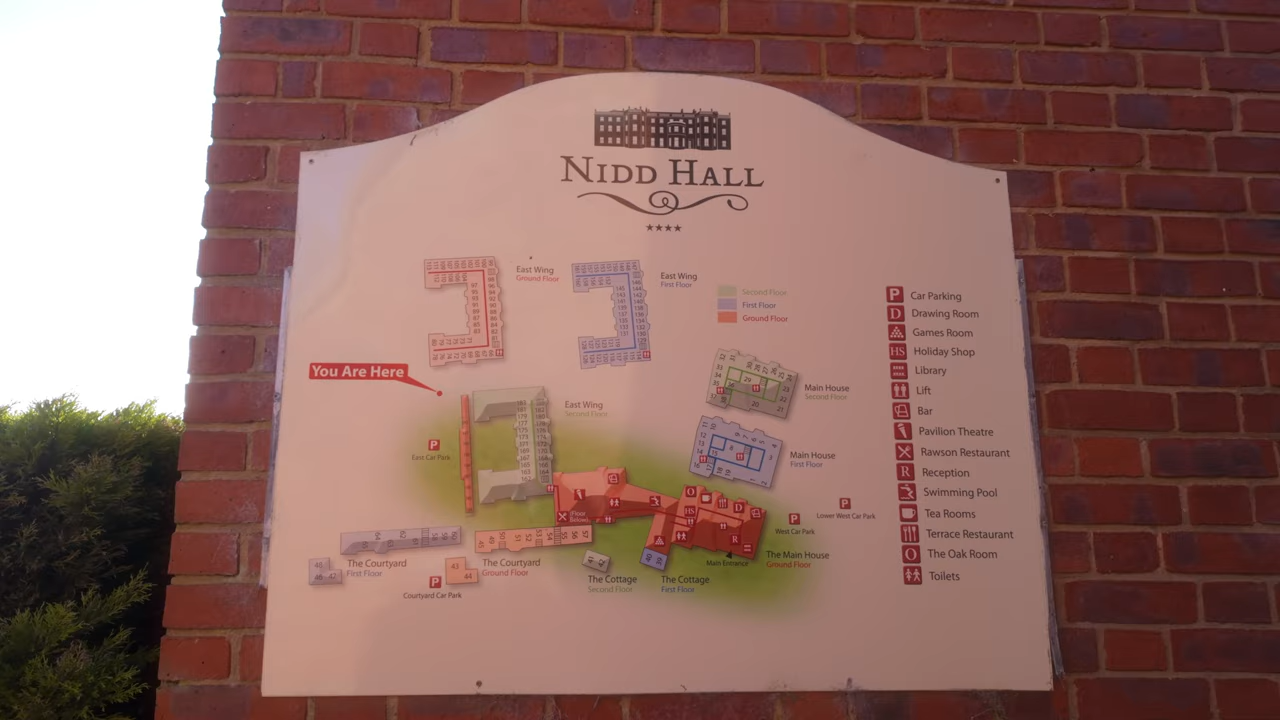 NIDD HALL
East Wing
Ground Floor
East Wing
First Floor
Second Floor
First Floor
Ground Floor
You Are Here
East Wing
Second Floor
Main House
Second Floor
Main House
First Floor
P
East Car Park
P
West Car Park
P
Lower West Car Park
The Main House
Ground Floor
Main Entrance
The Courtyard
First Floor
The Courtyard
Ground Floor
43
44
P
Courtyard Car Park
The Cottage
Second Floor
The Cottage
First Floor
P Car Parking
D Drawing Room
Games Room
HS Holiday Shop
Library
Lift
Bar
Pavilion Theatre
Rawson Restaurant
R Reception
Swimming Pool
Tea Rooms
Terrace Restaurant
O The Oak Room
Toilets